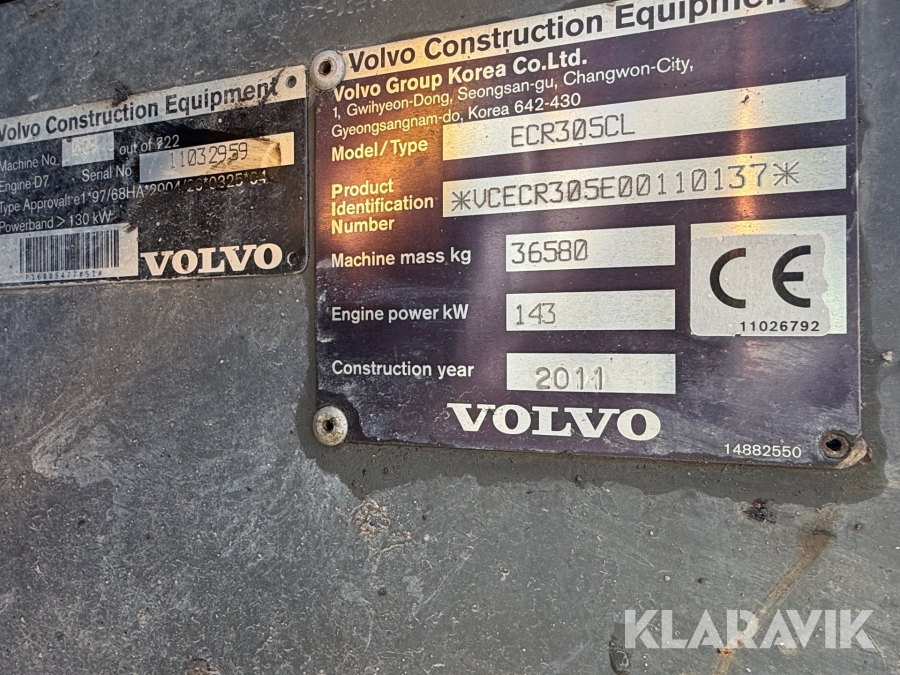 Volvo Construction Equipment
Machine No. out of 722
Serial No 11032959
Engine D7
Powerband > 130 kW
VOLVO
Volvo Construction Equipment
Volvo Group Korea Co.Ltd.
1, Gwihyeon-Dong, Seongsan-gu, Changwon-City,
Gyeongsangnam-do, Korea 642-430
Model/Type ECR305CL
Product
Identification
Number
*VCECR305E00110137*
Machine mass kg 36580
CE
11026792
Engine power kW 143
Construction year 2011
VOLVO
14882550
KLARAVIK